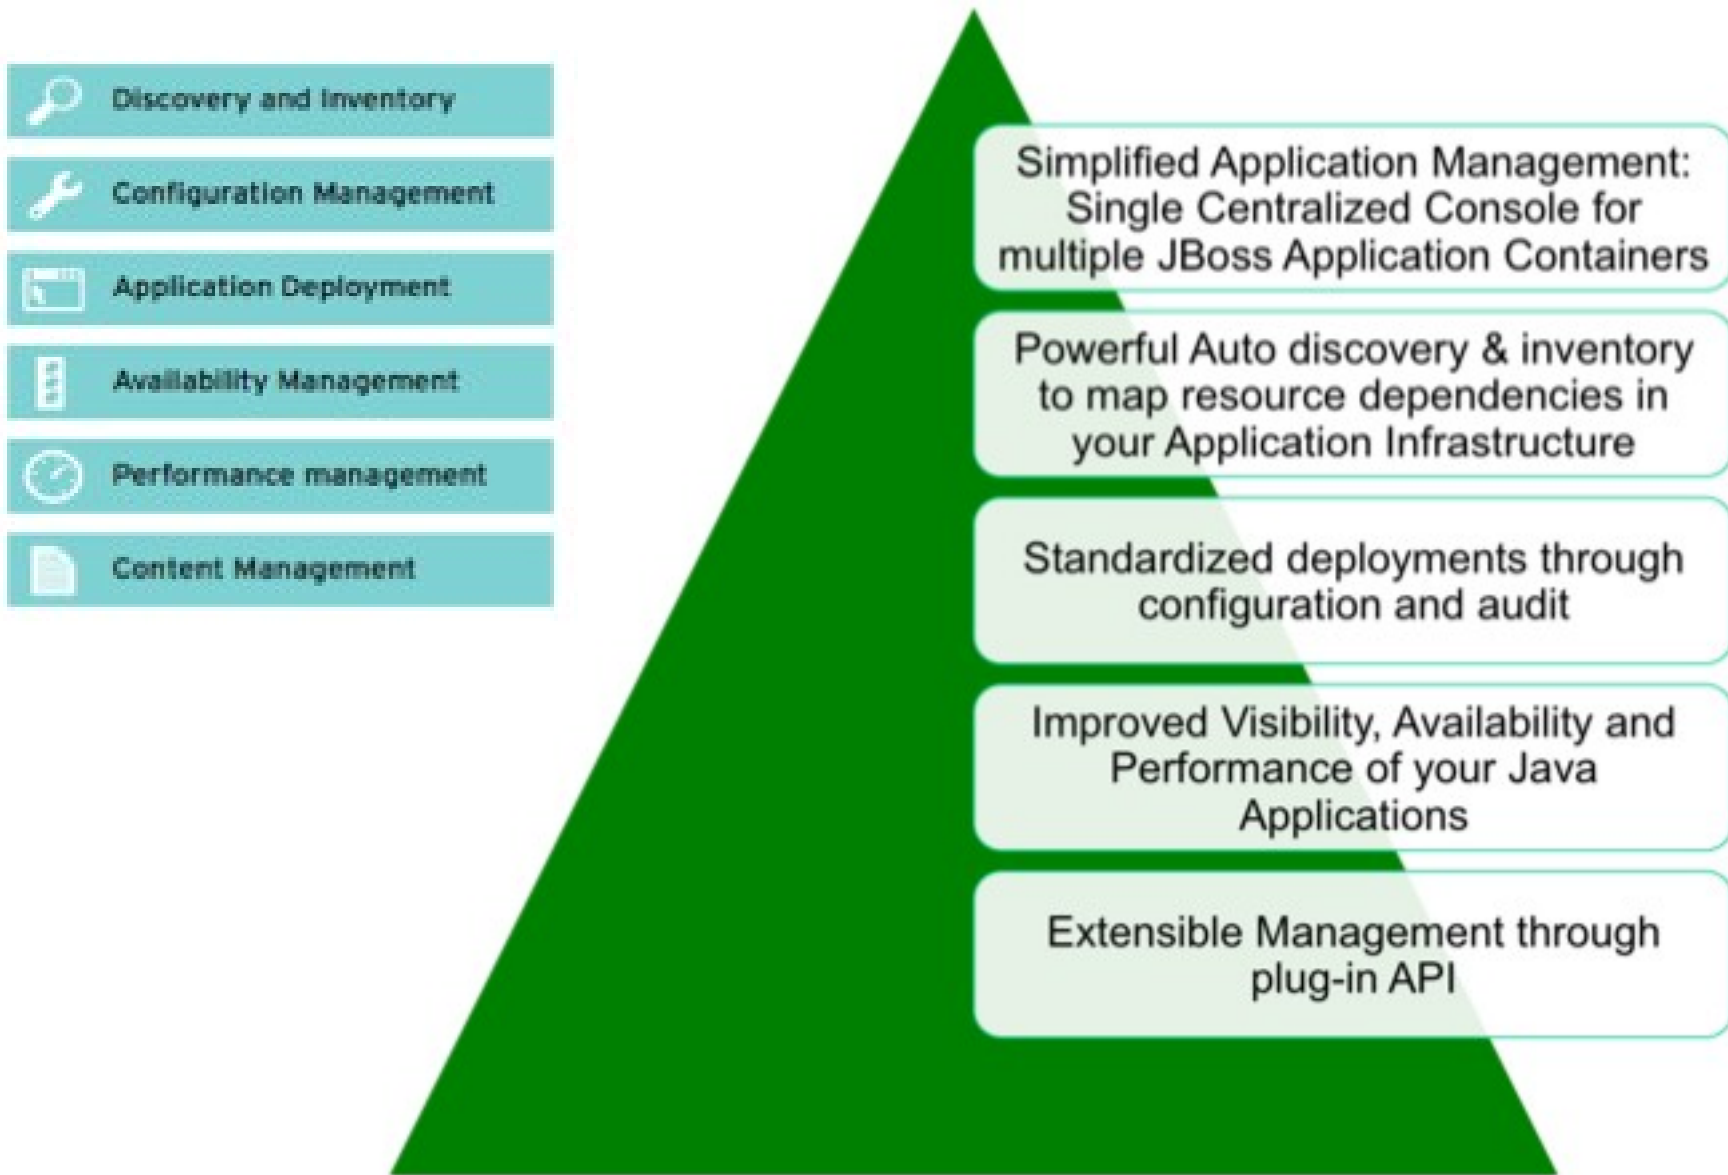 Discovery and Inventory
Configuration Management
Application Deployment
Availability Management
Performance management
Content Management
Simplified Application Management:
Single Centralized Console for
multiple JBoss Application Containers
Powerful Auto discovery & inventory
to map resource dependencies in
your Application Infrastructure
Standardized deployments through
configuration and audit
Improved Visibility, Availability and
Performance of your Java
Applications
Extensible Management through
plug-in API